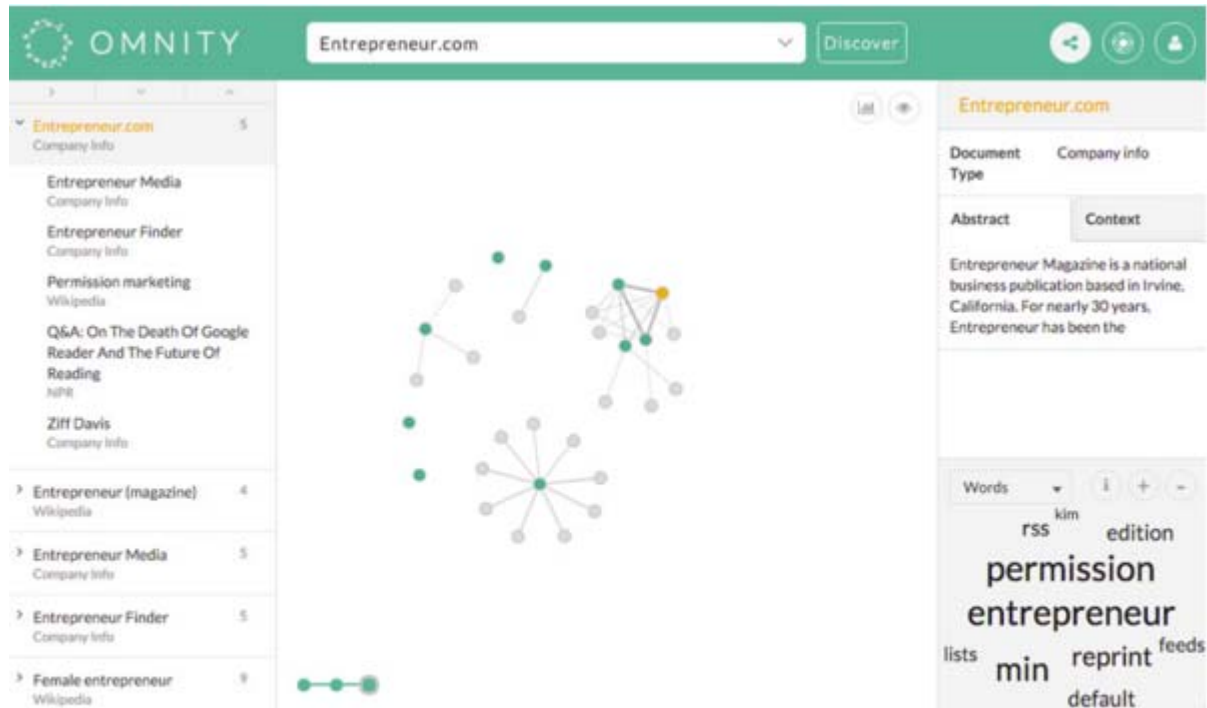 OMNITY
Entrepreneur.com
Discover
Entrepreneur.com 5
Company Info
Entrepreneur Media
Company Info
Entrepreneur Finder
Company Info
Permission marketing
Wikipedia
Q&A: On The Death Of Google
Reader And The Future Of
Reading
NPR
Ziff Davis
Company Info
Entrepreneur (magazine) 4
Wikipedia
Entrepreneur Media 5
Company Info
Entrepreneur Finder 5
Company Info
Female entrepreneur 9
Wikipedia
Entrepreneur.com
Document Company info
Type
Abstract Context
Entrepreneur Magazine is a national
business publication based in Irvine,
California. For nearly 30 years,
Entrepreneur has been the
Words i + -
kim
rss edition
permission
entrepreneur
lists min reprint feeds
default